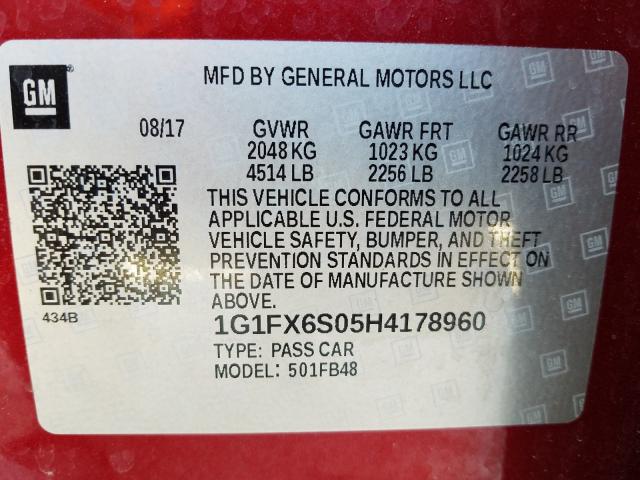 GM
MFD BY GENERAL MOTORS LLC
08/17 GVWR GAWR FRT GAWR RR
2048 KG 1023 KG 1024 KG
4514 LB 2256 LB 2258 LB
THIS VEHICLE CONFORMS TO ALL
APPLICABLE U.S. FEDERAL MOTOR
VEHICLE SAFETY, BUMPER, AND THEFT
PREVENTION STANDARDS IN EFFECT ON
THE DATE OF MANUFACTURE SHOWN
ABOVE.
434B
1G1FX6S05H4178960
TYPE: PASS CAR
MODEL: 501FB48